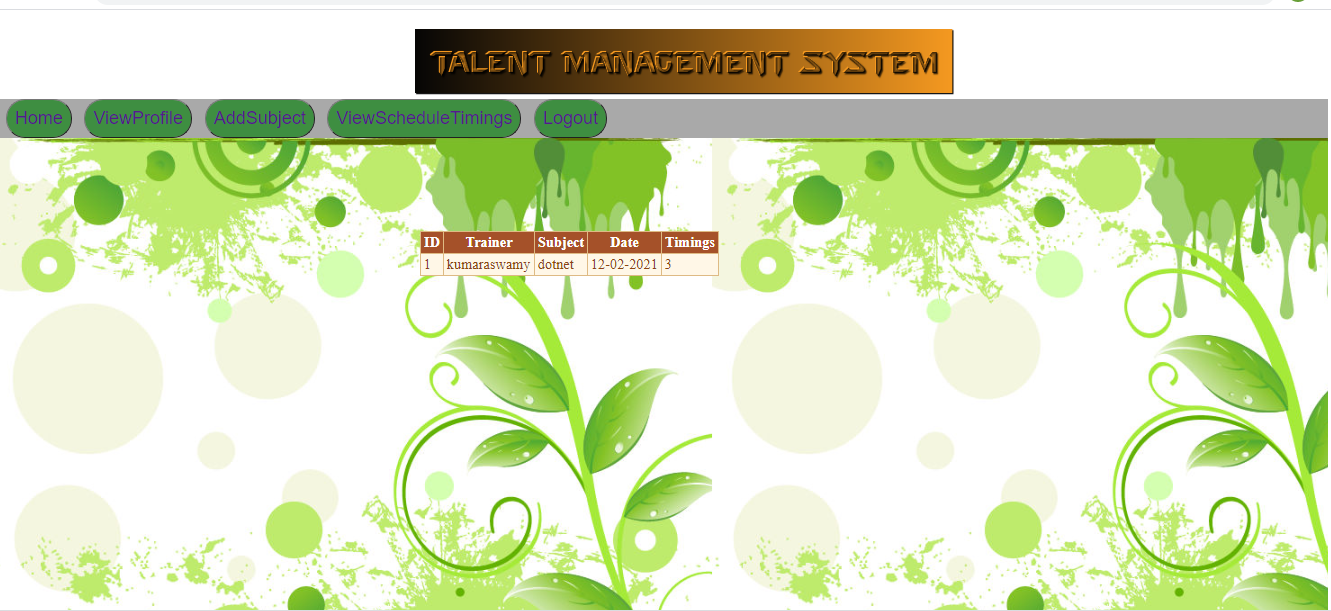 TALENT MANAGEMENT SYSTEM
Home ViewProfile AddSubject ViewScheduleTimings Logout
ID Trainer Subject Date Timings
1 kumaraswamy dotnet 12-02-2021 3